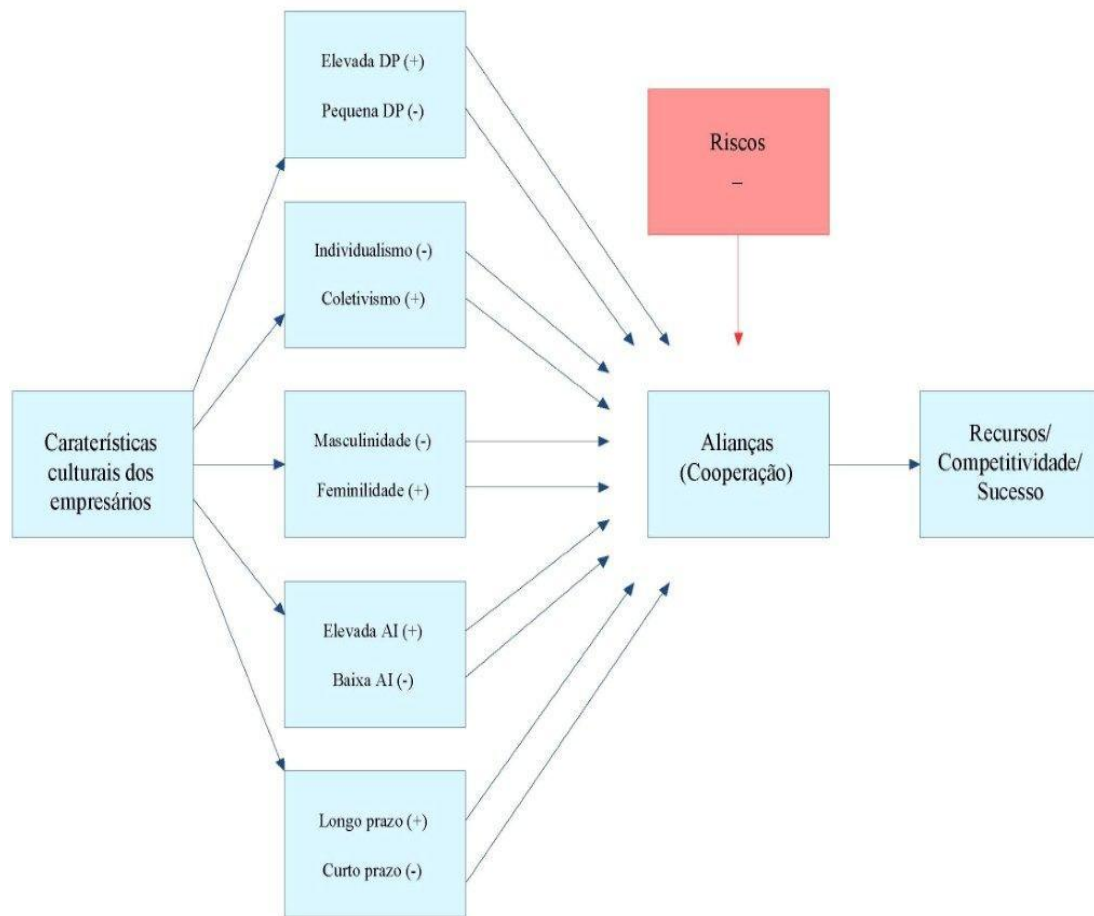 Elevada DP (+)
Pequena DP (-)
Riscos
–
Individualismo (-)
Coletivismo (+)
Caraterísticas
culturais dos
empresários
Masculinidade (-)
Feminilidade (+)
Alianças
(Cooperação)
Recursos/
Competitividade/
Sucesso
Elevada AI (+)
Baixa AI (-)
Longo prazo (+)
Curto prazo (-)